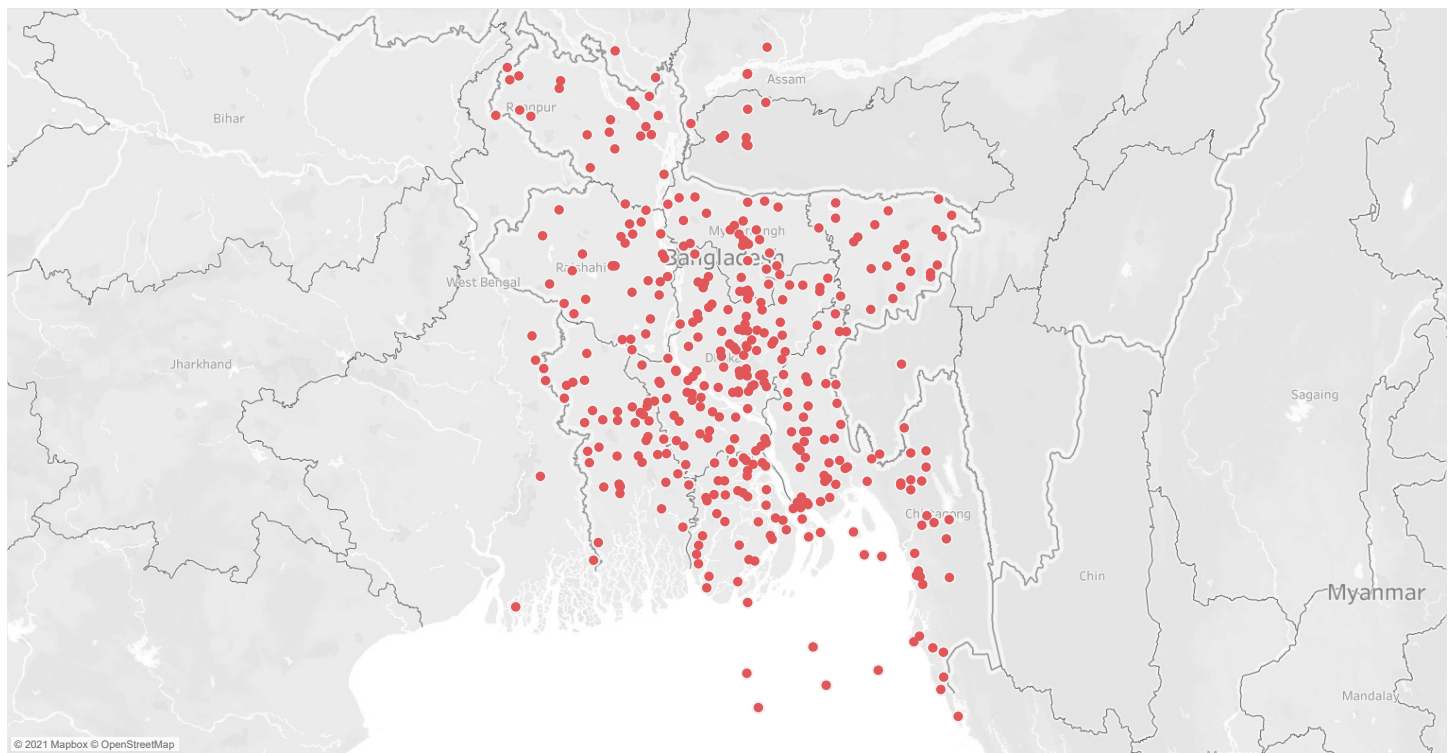 Assam
Rangpur
Bihar
Mymensingh
Bangladesh
Rajshahi
West Bengal
Dhaka
Jharkhand
Sagaing
Chittagong
Chin
Myanmar
Mandalay
© 2021 Mapbox © OpenStreetMap